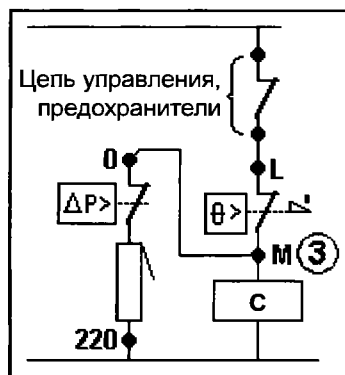 Цепь управления,
предохранители
0
L
ΔP>
θ>
M 3
C
220